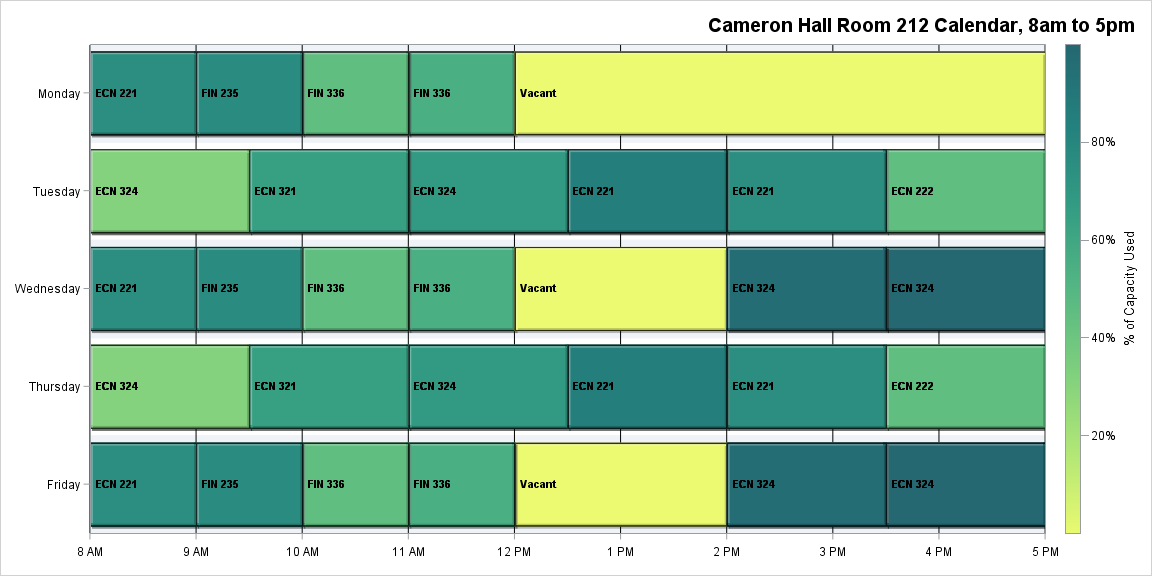 Cameron Hall Room 212 Calendar, 8am to 5pm
Monday ECN 221 FIN 235 FIN 336 FIN 336 Vacant
80%
Tuesday ECN 324 ECN 321 ECN 324 ECN 221 ECN 221 ECN 222
60%
% of Capacity Used
Wednesday ECN 221 FIN 235 FIN 336 FIN 336 Vacant ECN 324 ECN 324
40%
Thursday ECN 324 ECN 321 ECN 324 ECN 221 ECN 221 ECN 222
20%
Friday ECN 221 FIN 235 FIN 336 FIN 336 Vacant ECN 324 ECN 324
8 AM 9 AM 10 AM 11 AM 12 PM 1 PM 2 PM 3 PM 4 PM 5 PM